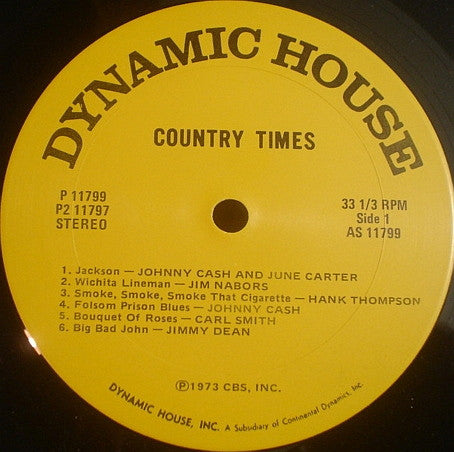 DYNAMIC HOUSE
COUNTRY TIMES
P 11799
P2 11797
STEREO
33 1/3 RPM
Side 1
AS 11799
1. Jackson — JOHNNY CASH AND JUNE CARTER
2. Wichita Lineman — JIM NABORS
3. Smoke, Smoke, Smoke That Cigarette — HANK THOMPSON
4. Folsom Prison Blues — JOHNNY CASH
5. Bouquet Of Roses — CARL SMITH
6. Big Bad John — JIMMY DEAN
Ⓟ1973 CBS, INC.
DYNAMIC HOUSE, INC. A Subsidiary of Continental Dynamics, Inc.